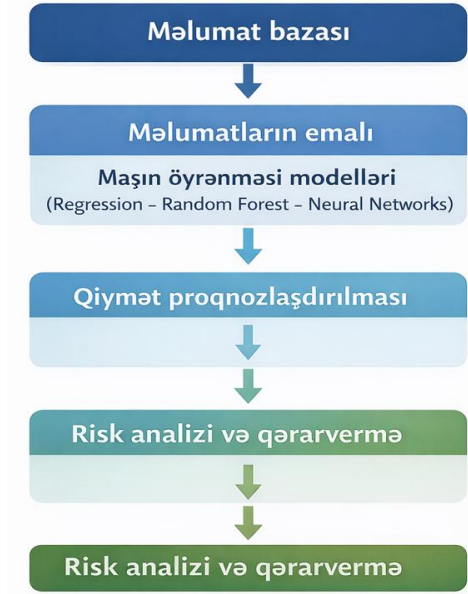 Məlumat bazası
Məlumatların emalı
Maşın öyrənməsi modelləri
(Regression – Random Forest – Neural Networks)
Qiymət proqnozlaşdırılması
Risk analizi və qərarvermə
Risk analizi və qərarvermə